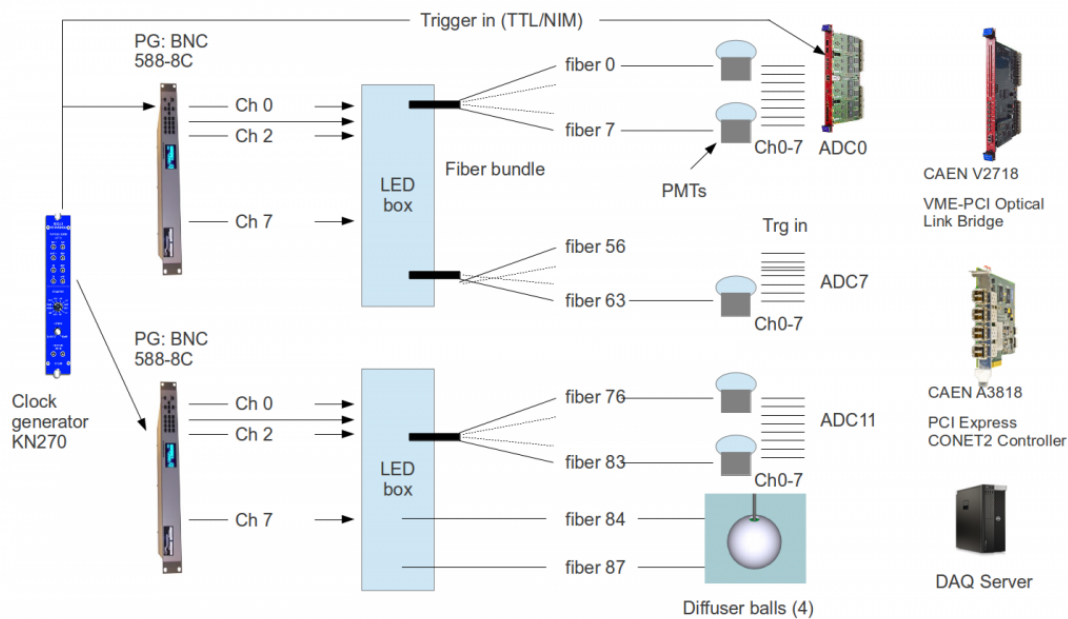 Trigger in (TTL/NIM)
PG: BNC
588-8C
Ch 0
Ch 2
Ch 7
LED
box
Fiber bundle
fiber 0
fiber 7
PMTs
Ch0-7
ADC0
CAEN V2718
VME-PCI Optical
Link Bridge
fiber 56
fiber 63
Trg in
Ch0-7
ADC7
Clock
generator
KN270
PG: BNC
588-8C
Ch 0
Ch 2
Ch 7
LED
box
fiber 76
fiber 83
fiber 84
fiber 87
Ch0-7
ADC11
Diffuser balls (4)
CAEN A3818
PCI Express
CONET2 Controller
DAQ Server